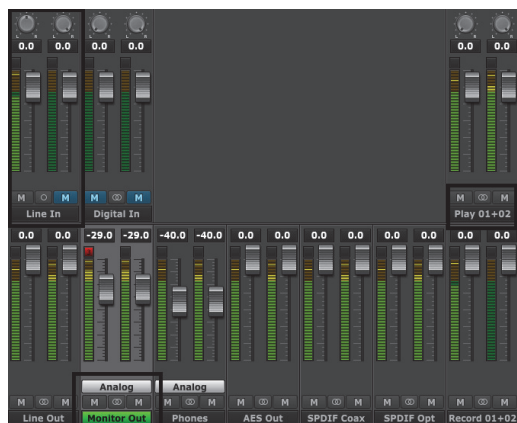 L R L R L R L R L R L R
0.0 0.0 0.0 0.0 0.0 0.0
M M M M M M
Line In Digital In Play 01+02
0.0 0.0 -29.0 -29.0 -40.0 -40.0 0.0 0.0 0.0 0.0 0.0 0.0 0.0 0.0
Analog Analog
M M M M M M M M M M M M M M
Line Out Monitor Out Phones AES Out SPDIF Coax SPDIF Opt Record 01+02